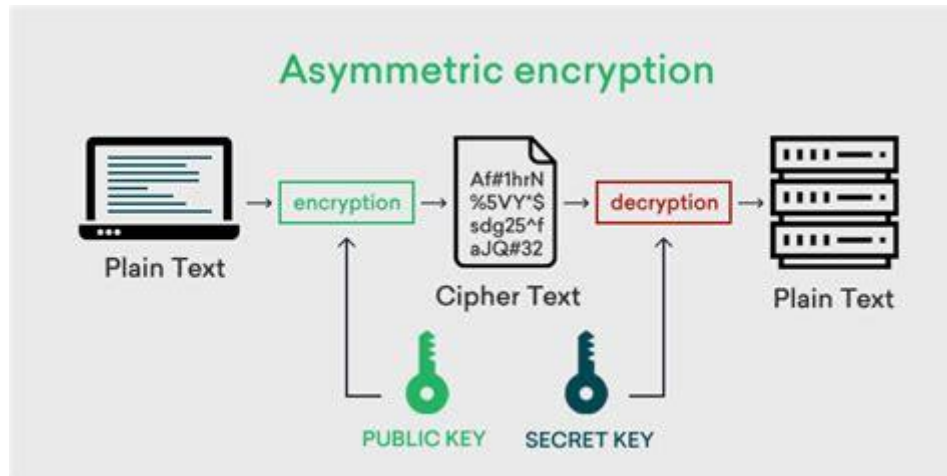 Asymmetric encryption
Plain Text
encryption
Af#1hrN
%5VY*$
sdg25^f
aJQ#32
Cipher Text
decryption
Plain Text
PUBLIC KEY
SECRET KEY